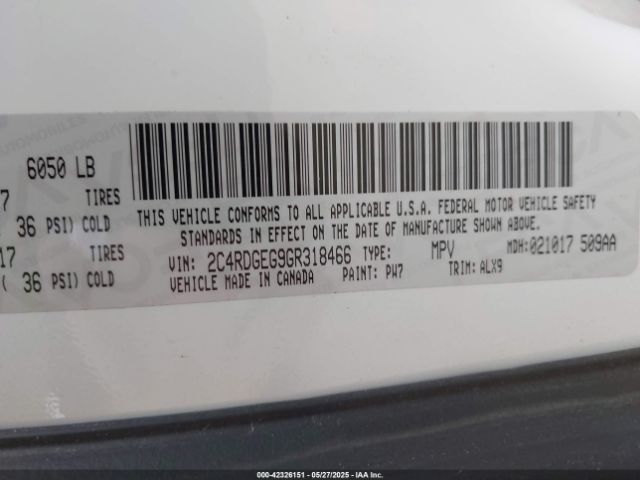 6050 LB
7 TIRES
36 PSI) COLD
17 TIRES
( 36 PSI) COLD
THIS VEHICLE CONFORMS TO ALL APPLICABLE U.S.A. FEDERAL MOTOR VEHICLE SAFETY
STANDARDS IN EFFECT ON THE DATE OF MANUFACTURE SHOWN ABOVE.
VIN: 2C4RDGEG9GR318466 TYPE: MPV MDH:021017 509AA
VEHICLE MADE IN CANADA PAINT: PW7 TRIM: ALX9
000-42326151 — 05/27/2025 — IAAI.COM